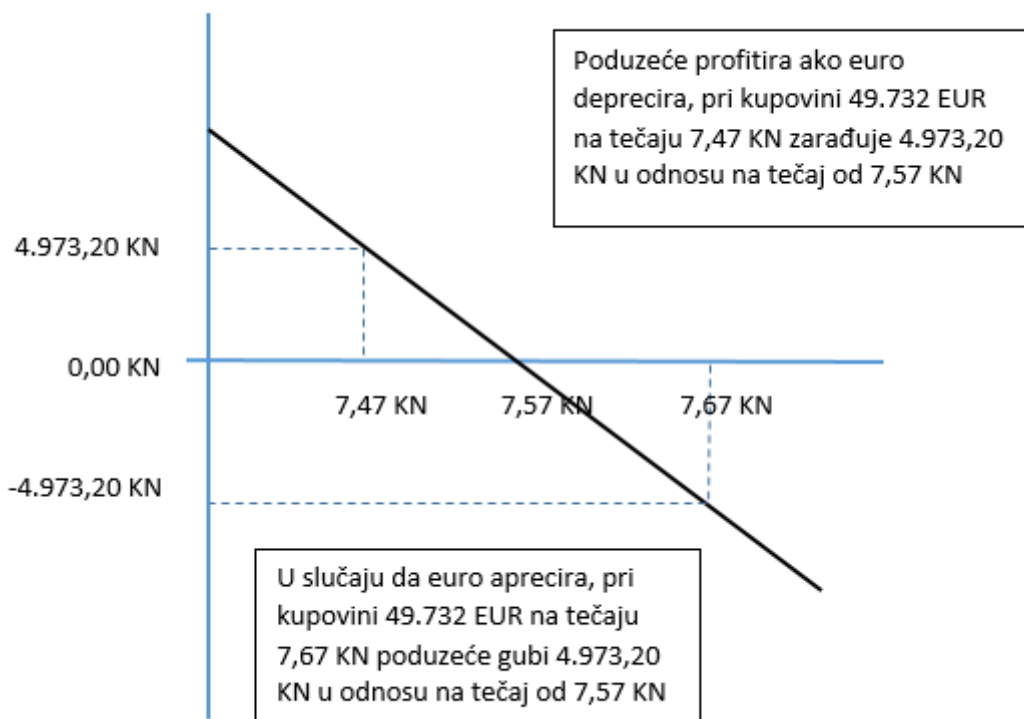 Poduzeće profitira ako euro
deprecira, pri kupovini 49.732 EUR
na tečaju 7,47 KN zarađuje 4.973,20
KN u odnosu na tečaj od 7,57 KN
4.973,20 KN
0,00 KN
7,47 KN 7,57 KN 7,67 KN
-4.973,20 KN
U slučaju da euro aprecira, pri
kupovini 49.732 EUR na tečaju
7,67 KN poduzeće gubi 4.973,20
KN u odnosu na tečaj od 7,57 KN